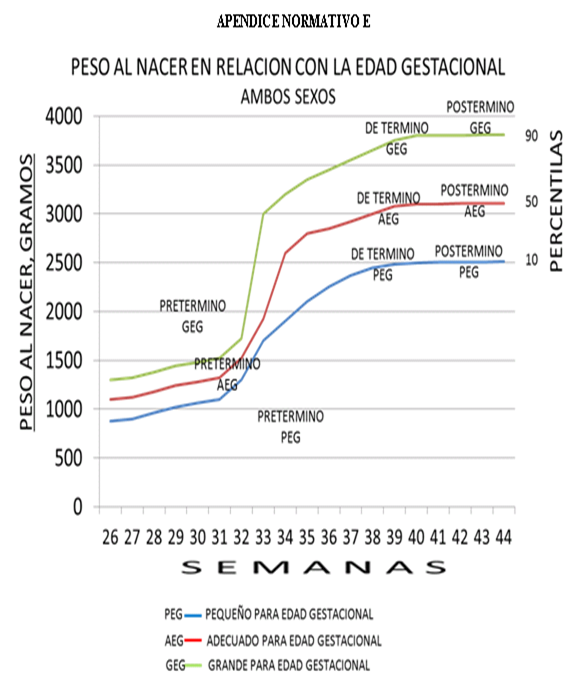 APENDICE NORMATIVO E
PESO AL NACER EN RELACION CON LA EDAD GESTACIONAL
AMBOS SEXOS
PESO AL NACER, GRAMOS
4000
3500
3000
2500
2000
1500
1000
500
0
POSTERMINO
GEG
DE TERMINO
GEG
POSTERMINO
AEG
DE TERMINO
AEG
POSTERMINO
PEG
DE TERMINO
PEG
PRETERMINO
GEG
PRETERMINO
AEG
PRETERMINO
PEG
90
50
10
PERCENTILAS
26 27 28 29 30 31 32 33 34 35 36 37 38 39 40 41 42 43 44
SEMANAS
PEG PEQUEÑO PARA EDAD GESTACIONAL
AEG ADECUADO PARA EDAD GESTACIONAL
GEG GRANDE PARA EDAD GESTACIONAL